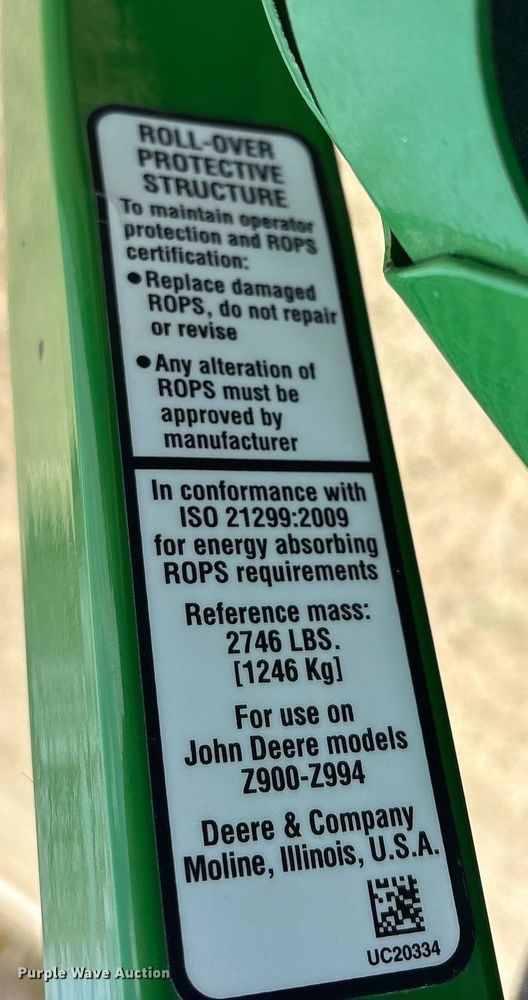 ROLL-OVER
PROTECTIVE
STRUCTURE
To maintain operator
protection and ROPS
certification:
● Replace damaged
ROPS, do not repair
or revise
● Any alteration of
ROPS must be
approved by
manufacturer
In conformance with
ISO 21299:2009
for energy absorbing
ROPS requirements
Reference mass:
2746 LBS.
[1246 Kg]
For use on
John Deere models
Z900-Z994
Deere & Company
Moline, Illinois, U.S.A.
UC20334
Purple Wave Auction